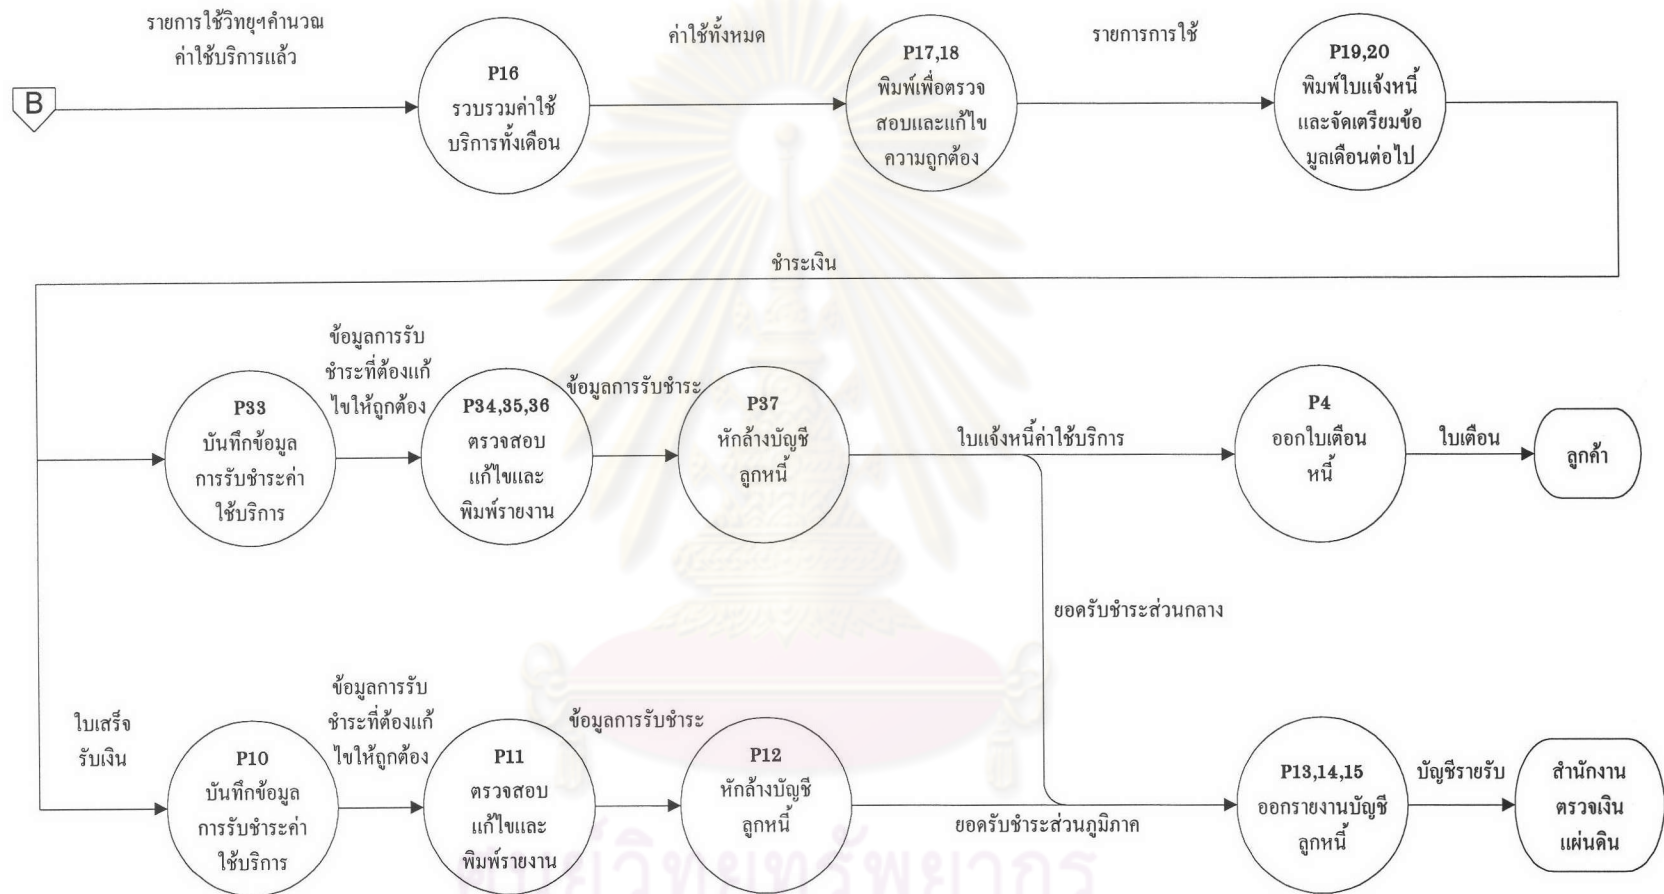 รายการใช้วิทยุฯคำนวณ
ค่าใช้บริการแล้ว
B
P16
รวบรวมค่าใช้
บริการทั้งเดือน
ค่าใช้ทั้งหมด
P17,18
พิมพ์เพื่อตรวจ
สอบและแก้ไข
ความถูกต้อง
รายการการใช้
P19,20
พิมพ์ใบแจ้งหนี้
และจัดเตรียมข้อ
มูลเดือนต่อไป
ชำระเงิน
P33
บันทึกข้อมูล
การรับชำระค่า
ใช้บริการ
ข้อมูลการรับ
ชำระที่ต้องแก้
ไขให้ถูกต้อง
P34,35,36
ตรวจสอบ
แก้ไขและ
พิมพ์รายงาน
ข้อมูลการรับชำระ
P37
หักล้างบัญชี
ลูกหนี้
ใบแจ้งหนี้ค่าใช้บริการ
P4
ออกใบเตือน
หนี้
ใบเตือน
ลูกค้า
ยอดรับชำระส่วนกลาง
ใบเสร็จ
รับเงิน
P10
บันทึกข้อมูล
การรับชำระค่า
ใช้บริการ
ข้อมูลการรับ
ชำระที่ต้องแก้
ไขให้ถูกต้อง
P11
ตรวจสอบ
แก้ไขและ
พิมพ์รายงาน
ข้อมูลการรับชำระ
P12
หักล้างบัญชี
ลูกหนี้
ยอดรับชำระส่วนภูมิภาค
P13,14,15
ออกรายงานบัญชี
ลูกหนี้
บัญชีรายรับ
สำนักงาน
ตรวจเงิน
แผ่นดิน
ศูนย์วิทยทรัพยากร